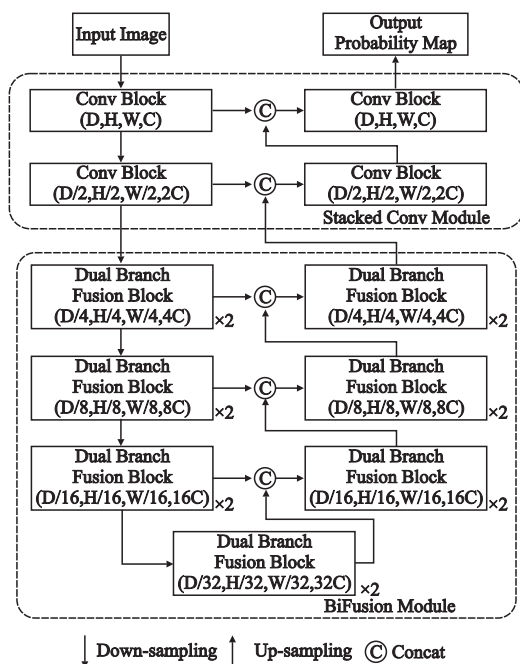 Input Image
Output
Probability Map
Conv Block
(D,H,W,C)
C
Conv Block
(D,H,W,C)
Conv Block
(D/2,H/2,W/2,2C)
C
Conv Block
(D/2,H/2,W/2,2C)
Stacked Conv Module
Dual Branch
Fusion Block
(D/4,H/4,W/4,4C)
×2
C
Dual Branch
Fusion Block
(D/4,H/4,W/4,4C)
×2
Dual Branch
Fusion Block
(D/8,H/8,W/8,8C)
×2
C
Dual Branch
Fusion Block
(D/8,H/8,W/8,8C)
×2
Dual Branch
Fusion Block
(D/16,H/16,W/16,16C)
×2
C
Dual Branch
Fusion Block
(D/16,H/16,W/16,16C)
×2
Dual Branch
Fusion Block
(D/32,H/32,W/32,32C)
×2
BiFusion Module
Down-sampling
Up-sampling
C Concat